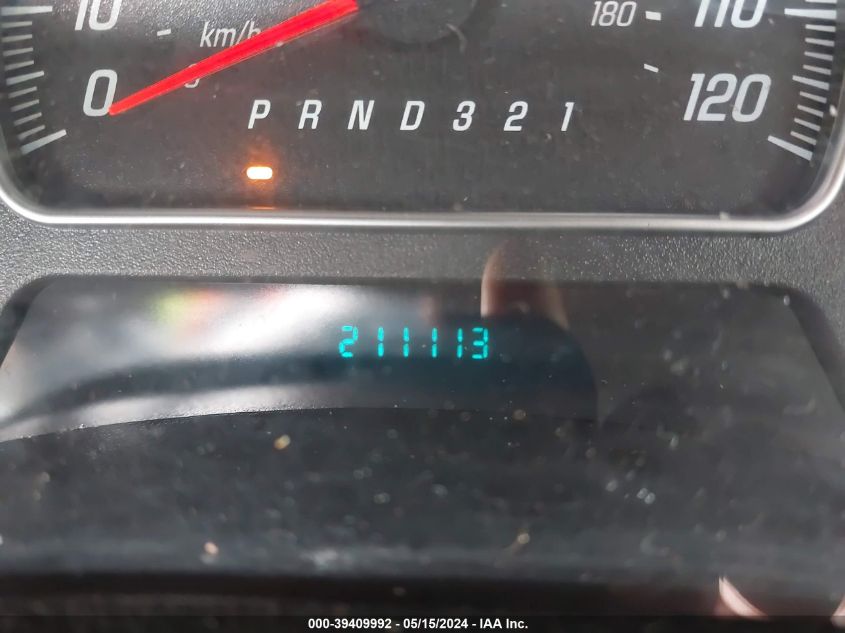 10 km/h 180 110
0 120
P R N D 3 2 1
211113
000-39409992 - 05/15/2024 - IAA Inc.